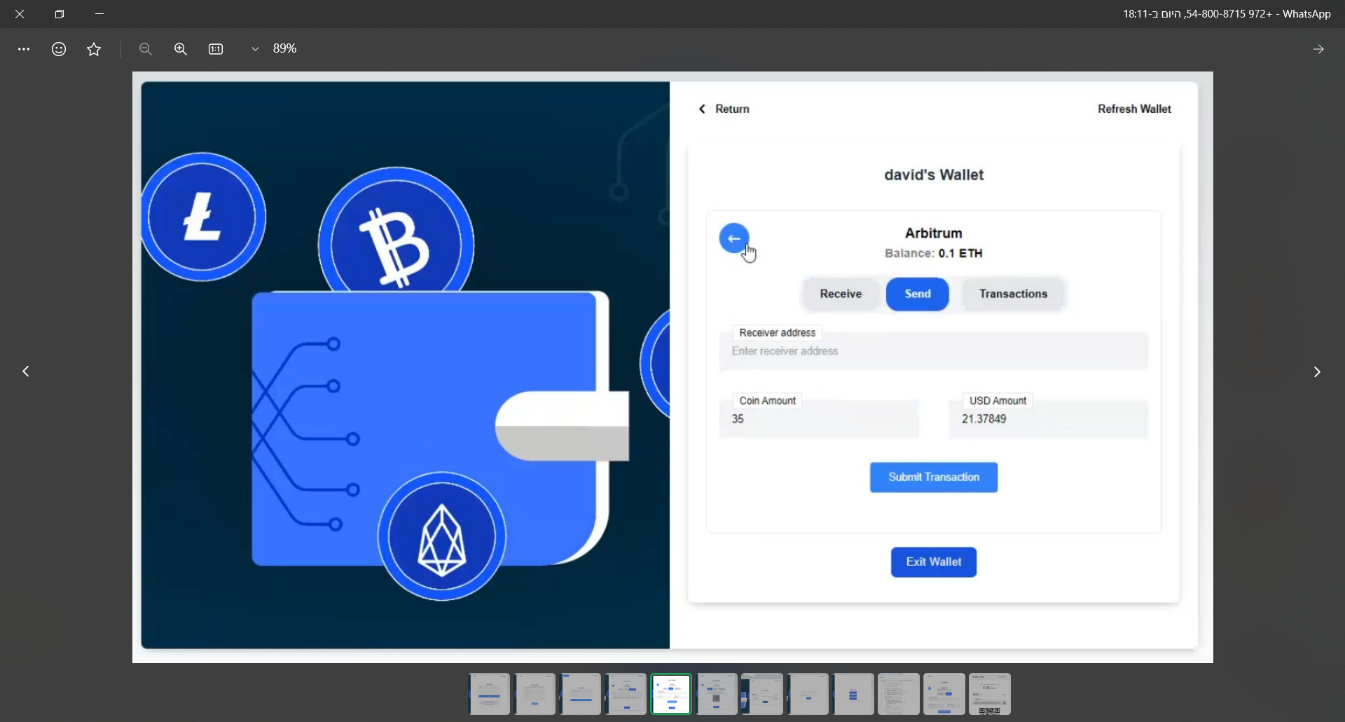 WhatsApp - +972 54-800-8715, היום ב-18:11
89%
1:1
Return
Refresh Wallet
david's Wallet
Arbitrum
Balance: 0.1 ETH
Receive
Send
Transactions
Receiver address
Enter receiver address
Coin Amount
USD Amount
35
21.37849
Submit Transaction
Exit Wallet